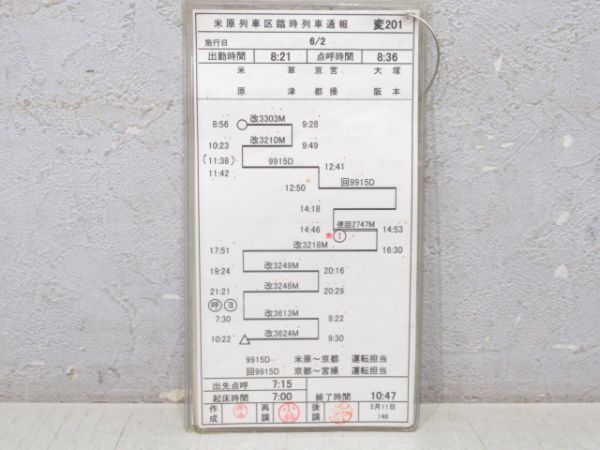 米原列車区臨時列車通報 変201
施行日 6/2
出勤時間 8:21 点呼時間 8:36
米 草 京 宮 大 塚
原 津 都 操 阪 本
8:56 改3303M 9:28
10:23 改3210M 9:49
(11:38) 9915D 12:41
11:42
12:50 回9915D
14:18
14:46 便回2747M 14:53
1
17:51 改3218M 16:30
19:24 改3249M 20:16
21:21 改3246M 20:29
呼 ヨ
7:30 改3613M 8:22
10:22 改3624M 9:30
9915D 米原～京都 運転担当
回9915D 京都～宮操 運転担当
出先点呼 7:15
起床時間 7:00 終了時間 10:47
作成 再調 後調 5月11日
146